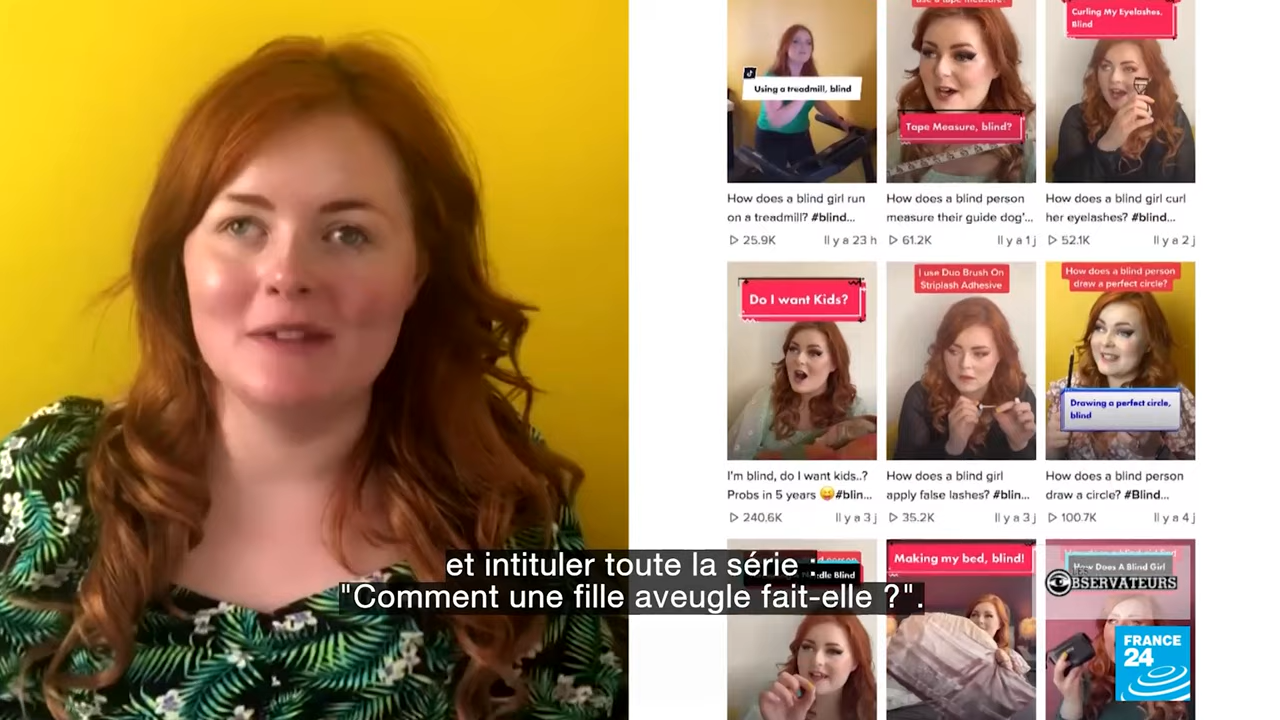 use a tape measure?
Curling My Eyelashes,
Blind
Using a treadmill, blind
Tape Measure, blind?
How does a blind girl run
on a treadmill? #blind...
▷ 25.9K
Il y a 23 h
How does a blind person
measure their guide dog'...
▷ 61.2K
Il y a 1 j
How does a blind girl curl
her eyelashes? #blind...
▷ 52.1K
Il y a 2 j
Do I want Kids?
I use Duo Brush On
Striplash Adhesive
How does a blind person
draw a perfect circle?
Drawing a perfect circle,
blind
I'm blind, do I want kids..?
Probs in 5 years 😜#blin...
▷ 240.6K
Il y a 3 j
How does a blind girl
apply false lashes? #blin...
▷ 35.2K
Il y a 3 j
How does a blind person
draw a circle? #Blind...
▷ 100.7K
Il y a 4 j
person
Blind
Making my bed, blind!
How Does A Blind Girl
LES
OBSERVATEURS
et intituler toute la série
"Comment une fille aveugle fait-elle ?".
FRANCE
24